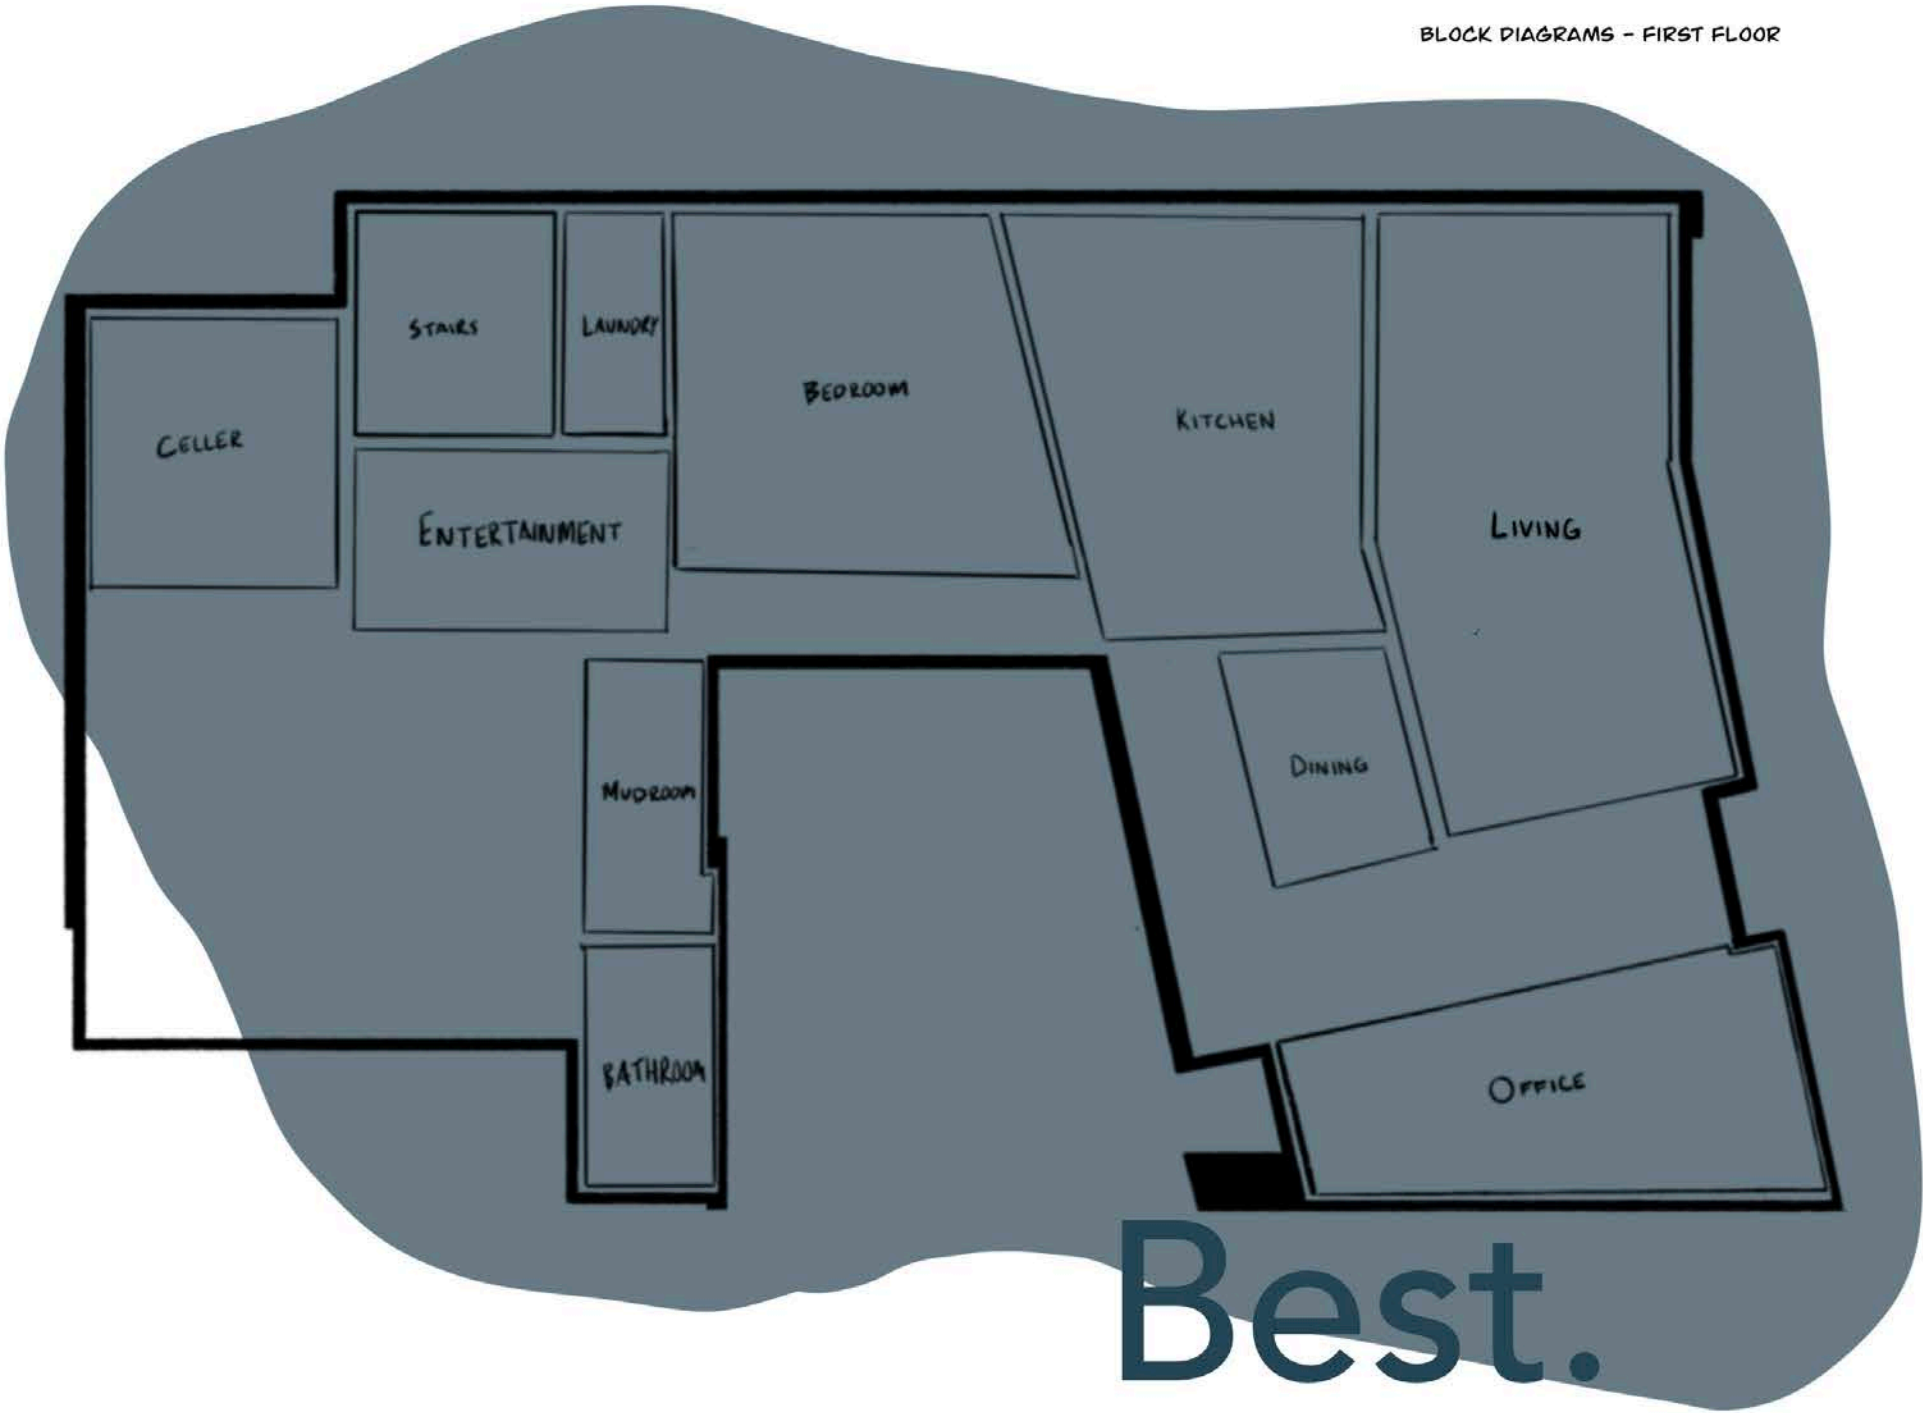 BLOCK DIAGRAMS - FIRST FLOOR
STAIRS
LAUNDRY
BEDROOM
KITCHEN
CELLER
ENTERTAINMENT
LIVING
MUDROOM
DINING
BATHROOM
OFFICE
Best.